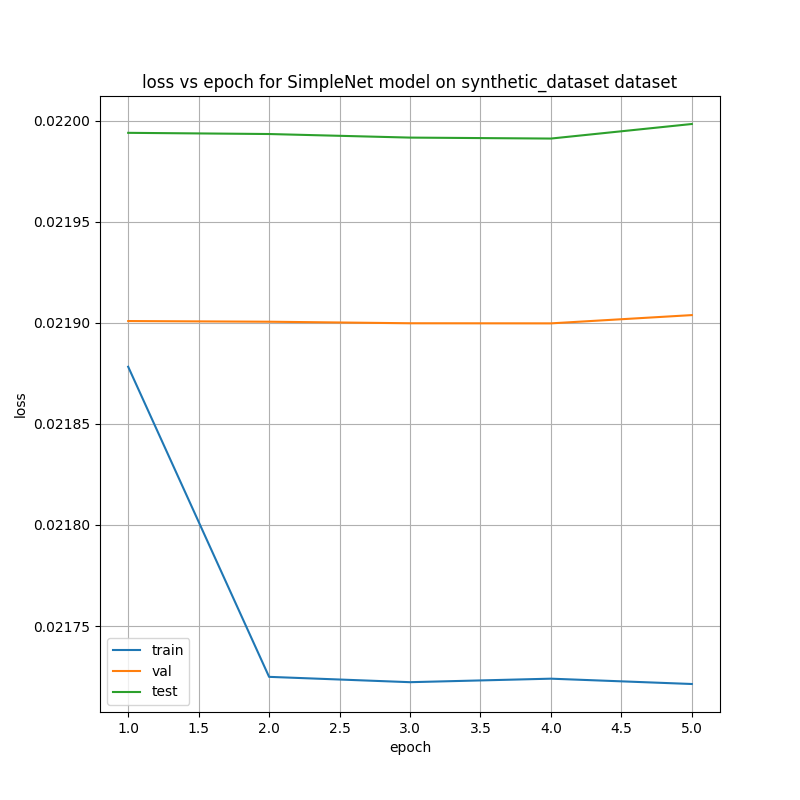 loss vs epoch for SimpleNet model on synthetic_dataset dataset
0.02200
0.02195
0.02190
0.02185
0.02180
0.02175
loss
train
val
test
1.0 1.5 2.0 2.5 3.0 3.5 4.0 4.5 5.0
epoch